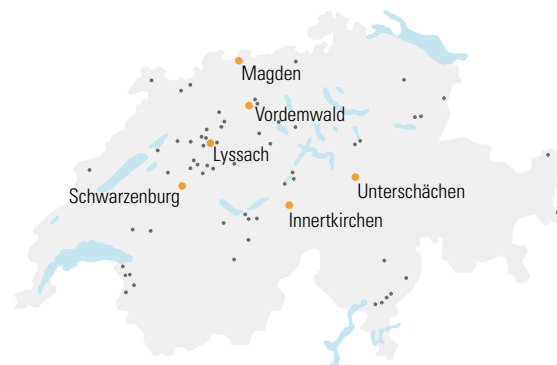 Magden
Vordemwald
Lyssach
Schwarzenburg
Unterschächen
Innertkirchen